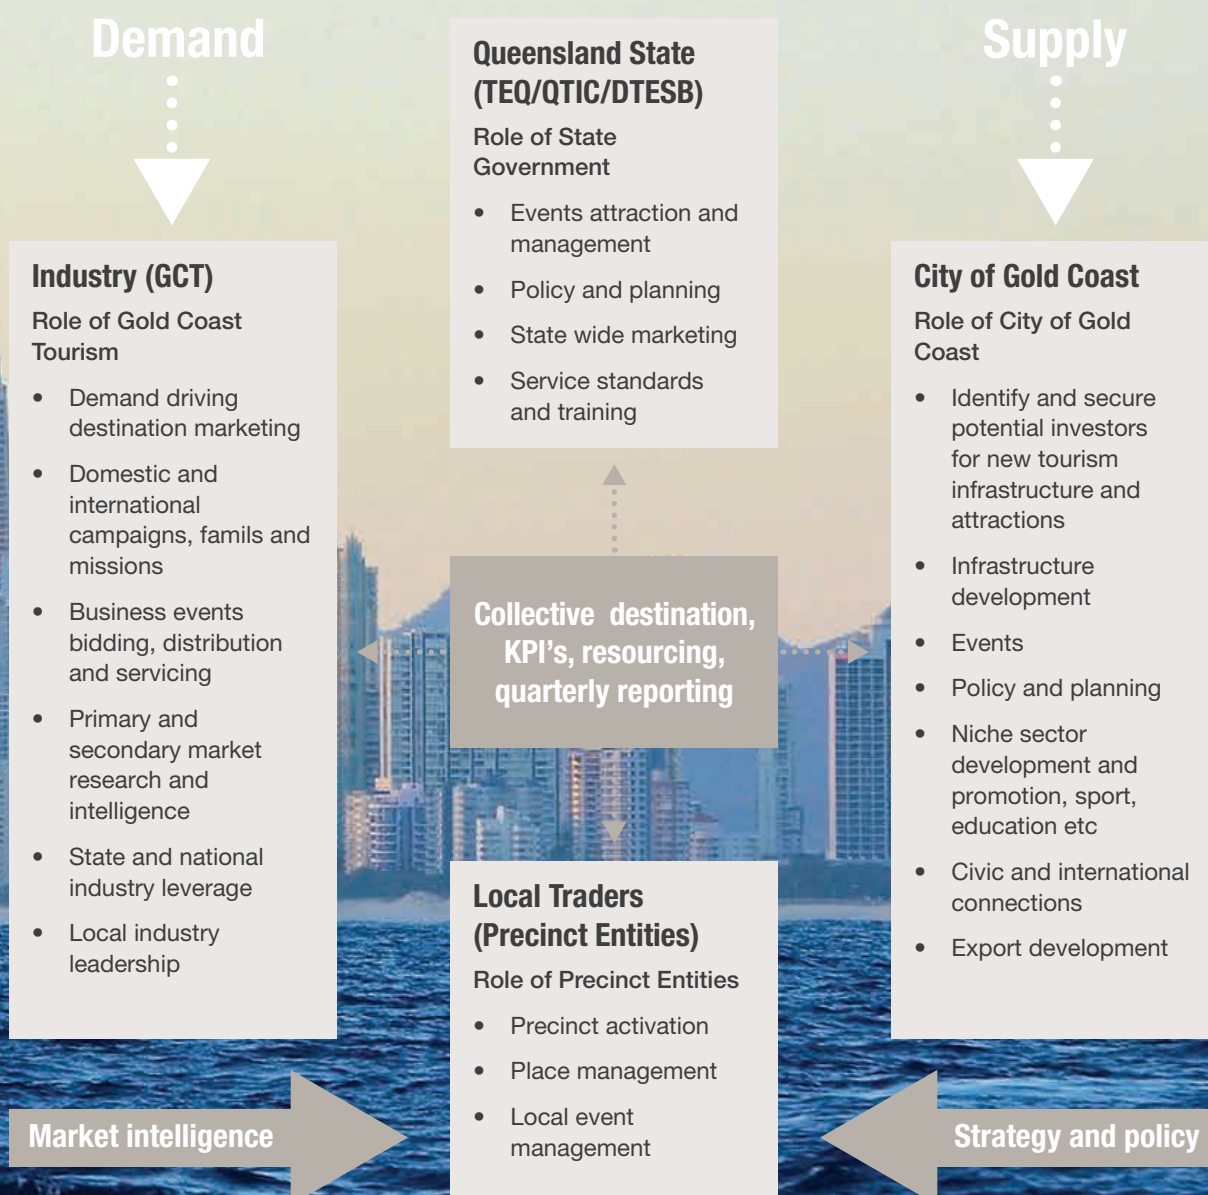 Demand
Industry (GCT)
Role of Gold Coast
Tourism
• Demand driving
destination marketing
• Domestic and
international
campaigns, famils and
missions
• Business events
bidding, distribution
and servicing
• Primary and
secondary market
research and
intelligence
• State and national
industry leverage
• Local industry
leadership
Market intelligence
Queensland State
(TEQ/QTIC/DTESB)
Role of State
Government
• Events attraction and
management
• Policy and planning
• State wide marketing
• Service standards
and training
Collective destination,
KPI's, resourcing,
quarterly reporting
Local Traders
(Precinct Entities)
Role of Precinct Entities
• Precinct activation
• Place management
• Local event
management
Supply
City of Gold Coast
Role of City of Gold
Coast
• Identify and secure
potential investors
for new tourism
infrastructure and
attractions
• Infrastructure
development
• Events
• Policy and planning
• Niche sector
development and
promotion, sport,
education etc
• Civic and international
connections
• Export development
Strategy and policy